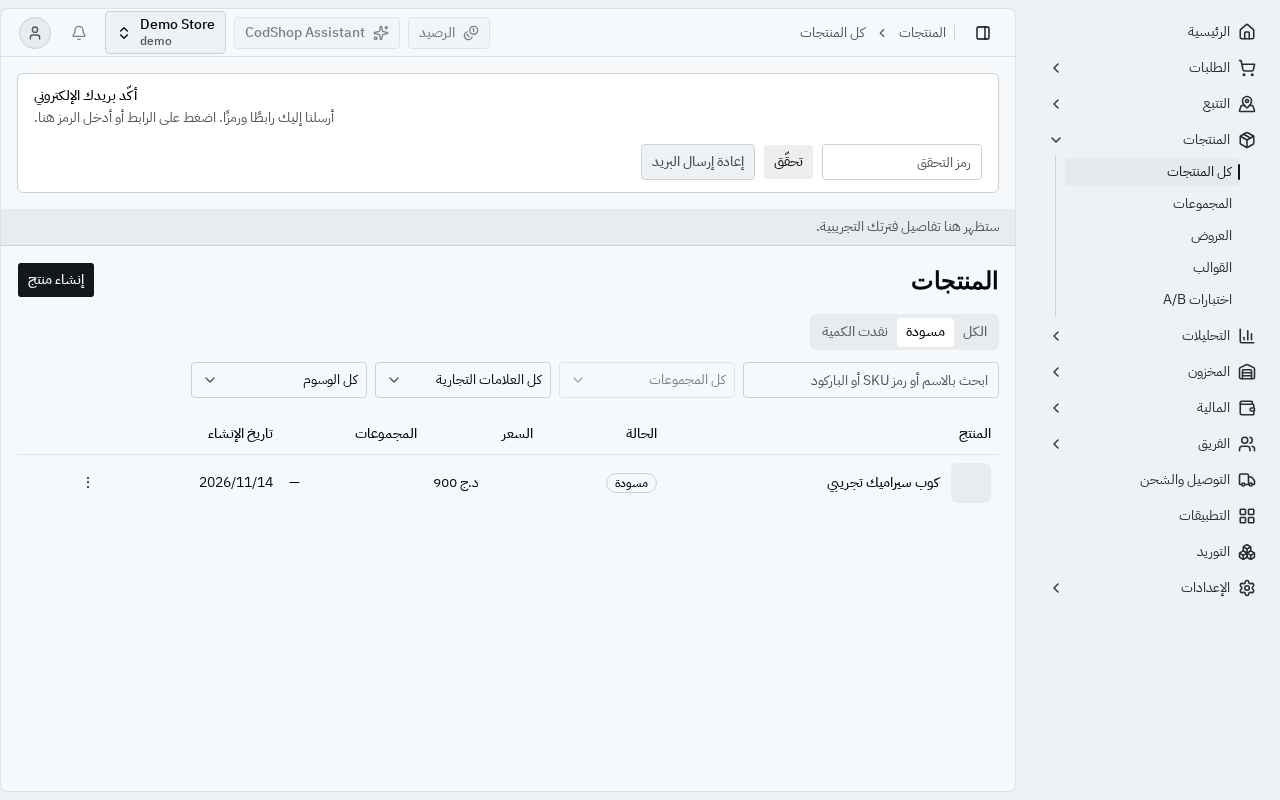 الرئيسية
الطلبات
التتبع
المنتجات
كل المنتجات
المجموعات
العروض
القوالب
اختبارات A/B
التحليلات
المخزون
المالية
الفريق
التوصيل والشحن
التطبيقات
التوريد
الإعدادات
المنتجات
كل المنتجات
الرصيد
CodShop Assistant
Demo Store
demo
أكّد بريدك الإلكتروني
أرسلنا إليك رابطًا ورمزًا. اضغط على الرابط أو أدخل الرمز هنا.
رمز التحقق
تحقّق
إعادة إرسال البريد
ستظهر هنا تفاصيل فترتك التجريبية.
المنتجات
إنشاء منتج
الكل
مسودة
نفدت الكمية
ابحث بالاسم أو رمز SKU أو الباركود
كل المجموعات
كل العلامات التجارية
كل الوسوم
المنتج
الحالة
السعر
المجموعات
تاريخ الإنشاء
كوب سيراميك تجريبي
مسودة
900 د.ج
—
2026/11/14